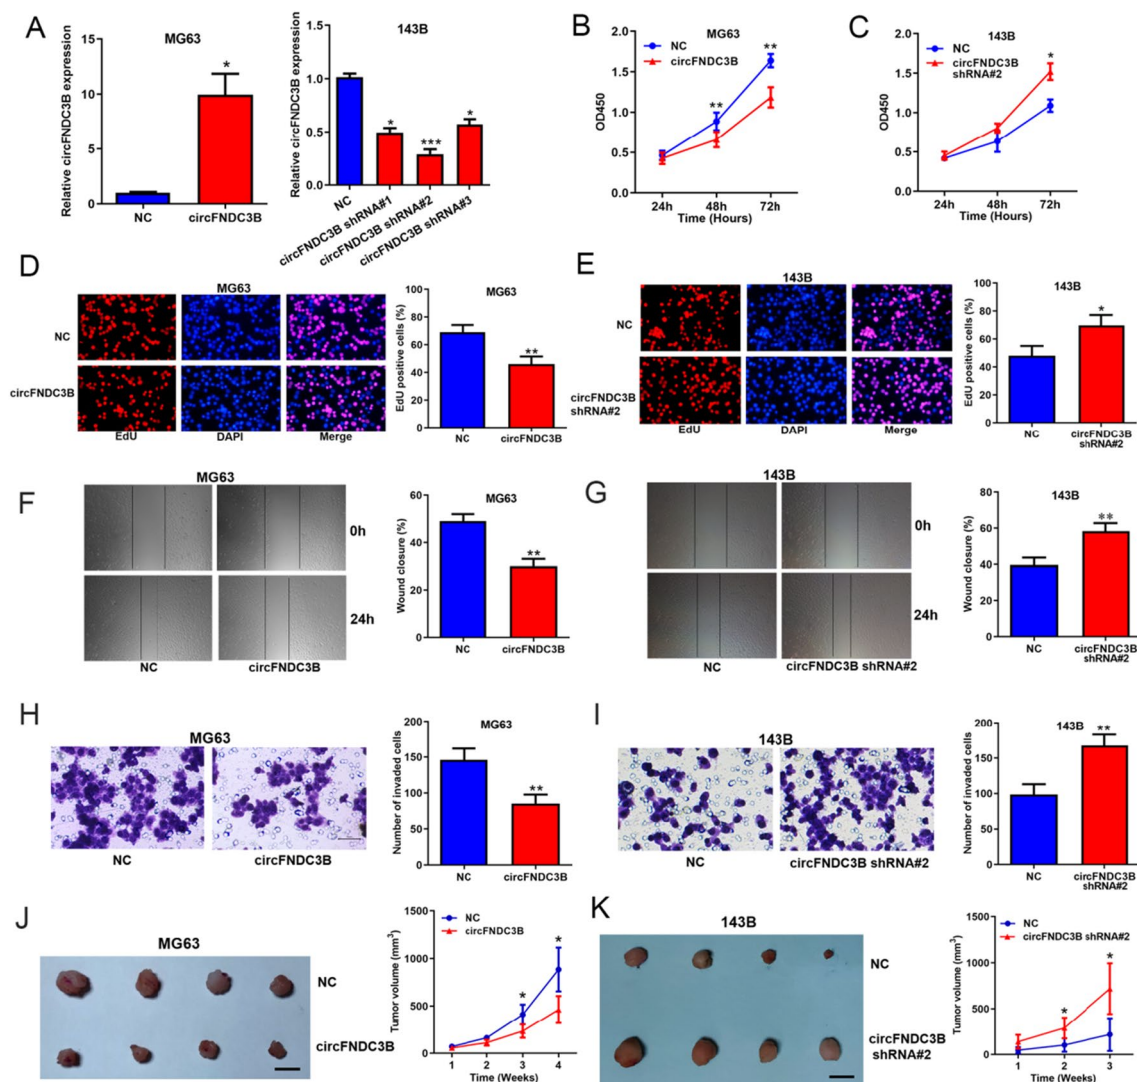 A
MG63
Relative circFNDC3B expression
15
10
5
0
*
NC
circFNDC3B
143B
Relative circFNDC3B expression
1.5
1.0
0.5
0.0
*
***
*
NC
circFNDC3B shRNA#1
circFNDC3B shRNA#2
circFNDC3B shRNA#3
B
MG63
NC
circFNDC3B
OD450
2.0
1.5
1.0
0.5
0.0
**
**
24h
48h
72h
Time (Hours)
C
143B
NC
circFNDC3B
shRNA#2
OD450
2.0
1.5
1.0
0.5
0.0
*
24h
48h
72h
Time (Hours)
D
MG63
NC
circFNDC3B
EdU
DAPI
Merge
MG63
EdU positive cells (%)
100
80
60
40
20
0
**
NC
circFNDC3B
E
143B
NC
circFNDC3B
shRNA#2
EdU
DAPI
Merge
143B
EdU positive cells (%)
100
80
60
40
20
0
*
NC
circFNDC3B
shRNA#2
F
MG63
0h
24h
NC
circFNDC3B
MG63
Wound closure (%)
60
40
20
0
**
NC
circFNDC3B
G
143B
0h
24h
NC
circFNDC3B shRNA#2
143B
Wound closure (%)
80
60
40
20
0
**
NC
circFNDC3B
shRNA#2
H
MG63
NC
circFNDC3B
MG63
Number of invaded cells
200
150
100
50
0
**
NC
circFNDC3B
I
143B
NC
circFNDC3B shRNA#2
143B
Number of invaded cells
200
150
100
50
0
**
NC
circFNDC3B
shRNA#2
J
MG63
NC
circFNDC3B
NC
circFNDC3B
Tumor volume (mm³)
1500
1000
500
0
*
*
1
2
3
4
Time (Weeks)
K
143B
NC
circFNDC3B
shRNA#2
NC
circFNDC3B shRNA#2
Tumor volume (mm³)
1500
1000
500
0
*
*
1
2
3
Time (Weeks)